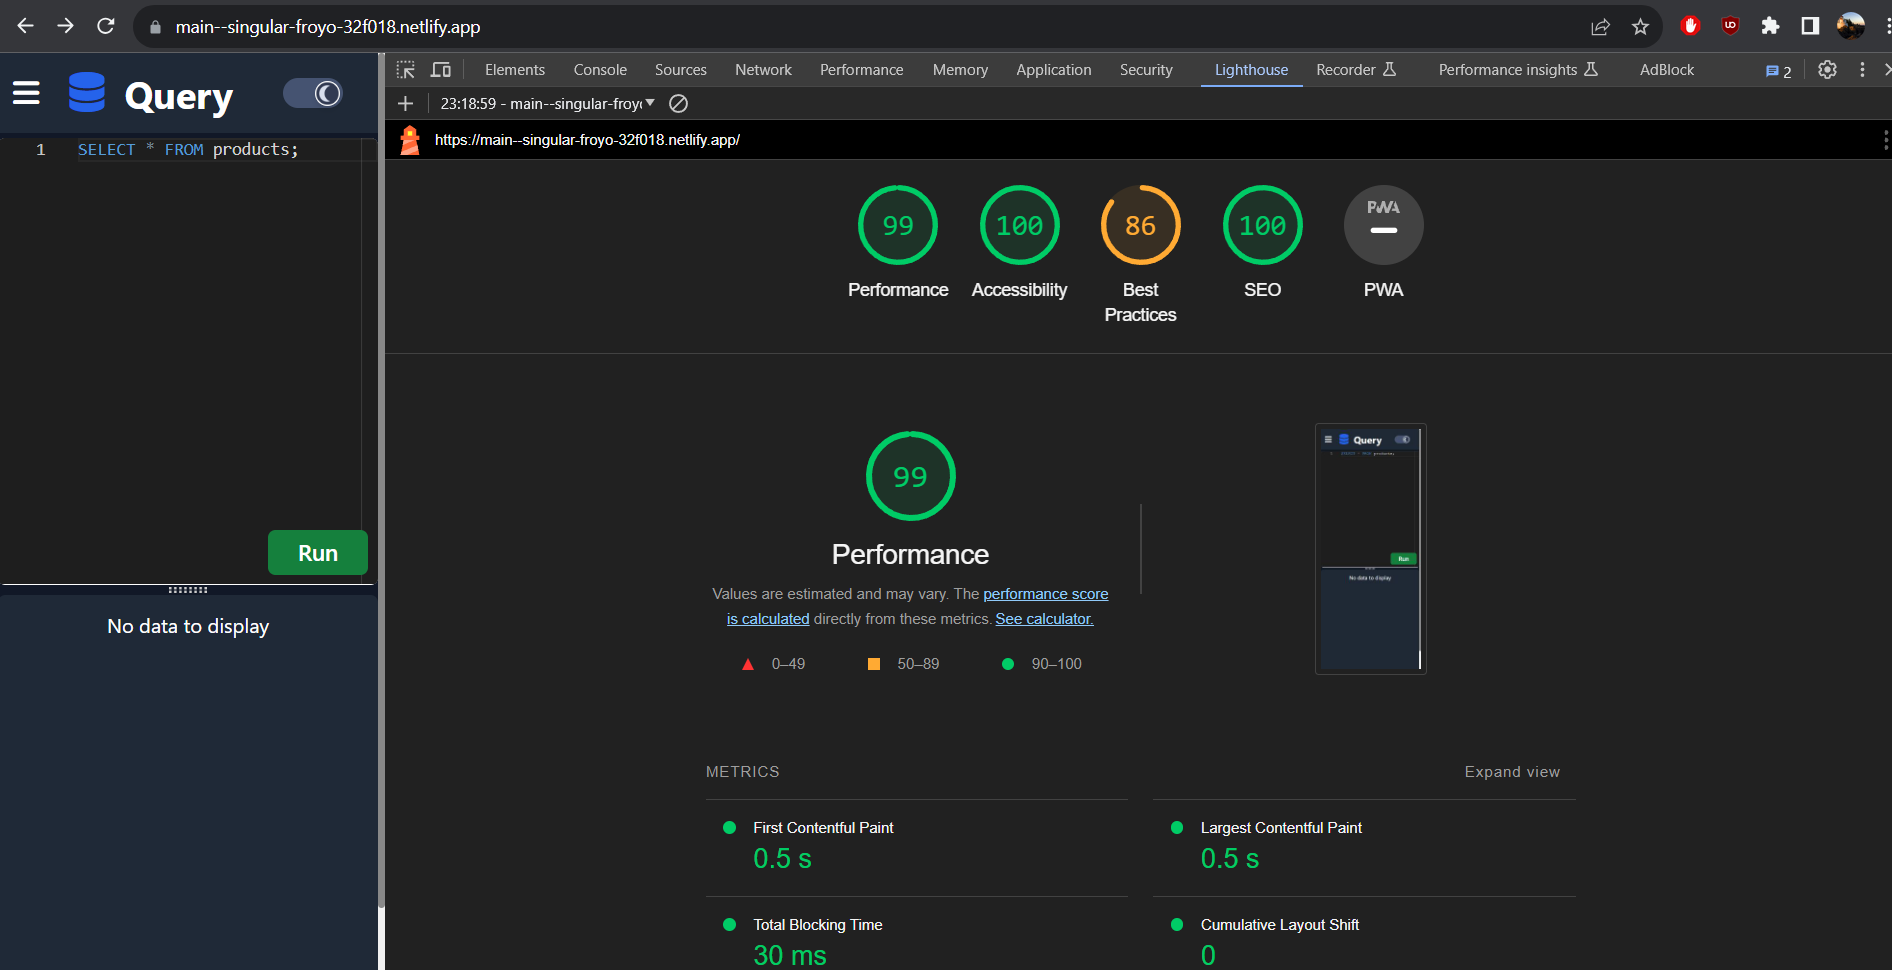 main--singular-froyo-32f018.netlify.app
Query
1 SELECT * FROM products;
Run
No data to display
Elements Console Sources Network Performance Memory Application Security Lighthouse Recorder Performance insights AdBlock 2
23:18:59 - main--singular-froy
https://main--singular-froyo-32f018.netlify.app/
99 100 86 100 PWA
Performance Accessibility Best Practices SEO PWA
99
Performance
Values are estimated and may vary. The performance score
is calculated directly from these metrics. See calculator.
0–49 50–89 90–100
Query
products;
Run
No data to display
METRICS Expand view
First Contentful Paint
0.5 s
Largest Contentful Paint
0.5 s
Total Blocking Time
30 ms
Cumulative Layout Shift
0